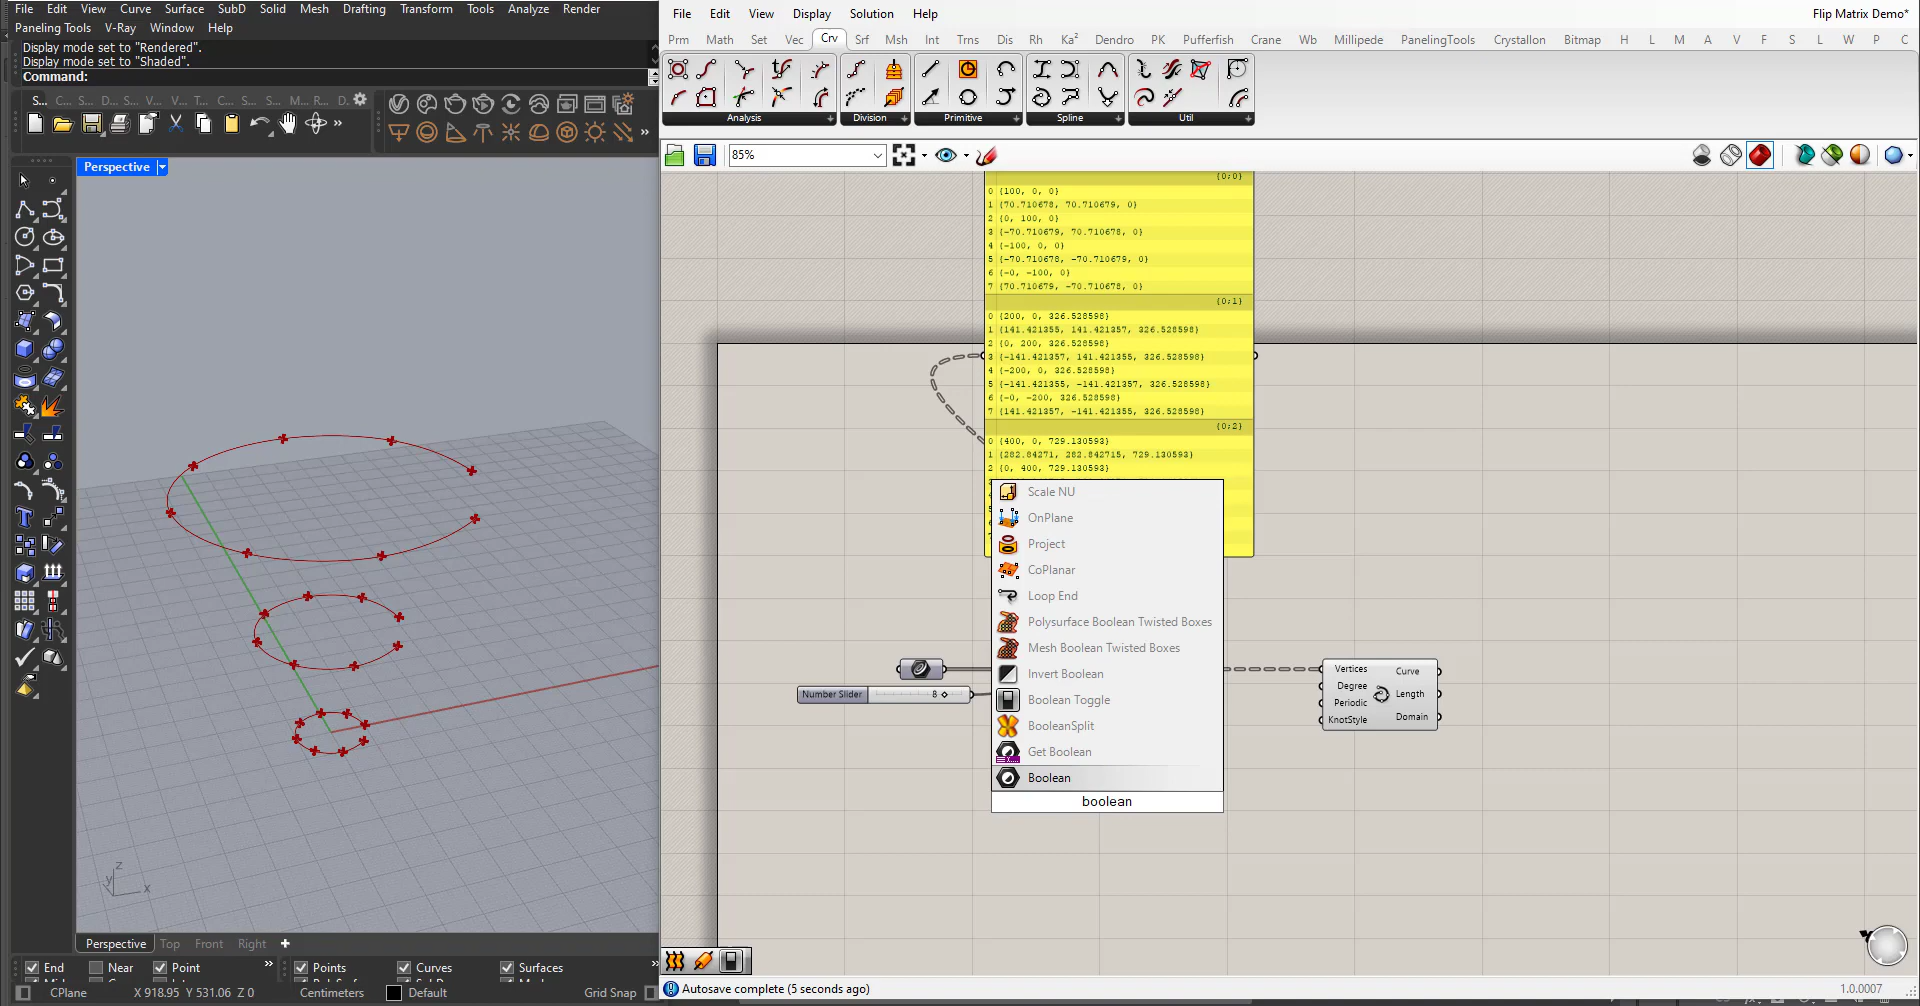 File Edit View Curve Surface SubD Solid Mesh Drafting Transform Tools Analyze Render
Paneling Tools V-Ray Window Help
Display mode set to "Rendered".
Display mode set to "Shaded".
Command:
S... C... S... D... S... V... V... T... C... S... S... M... R... D.
Perspective
z
y
x
Perspective Top Front Right
End Near Point
Points Curves Surfaces
CPlane X 918.95 Y 531.06 Z 0 Centimeters Default Grid Snap
File Edit View Display Solution Help
Flip Matrix Demo*
Prm Math Set Vec Crv Srf Msh Int Trns Dis Rh Ka² Dendro PK Pufferfish Crane Wb Millipede PanelingTools Crystallon Bitmap H L M A V F S L W P C
Analysis Division Primitive Spline Util
85%
{0;0}
0 {100, 0, 0}
1 {70.710678, 70.710679, 0}
2 {0, 100, 0}
3 {-70.710679, 70.710678, 0}
4 {-100, 0, 0}
5 {-70.710678, -70.710679, 0}
6 {-0, -100, 0}
7 {70.710679, -70.710678, 0}
{0;1}
0 {200, 0, 326.528598}
1 {141.421355, 141.421357, 326.528598}
2 {0, 200, 326.528598}
3 {-141.421357, 141.421355, 326.528598}
4 {-200, 0, 326.528598}
5 {-141.421355, -141.421357, 326.528598}
6 {-0, -200, 326.528598}
7 {141.421357, -141.421355, 326.528598}
{0;2}
0 {400, 0, 729.130593}
1 {282.84271, 282.842715, 729.130593}
2 {0, 400, 729.130593}
Scale NU
OnPlane
Project
CoPlanar
Loop End
Polysurface Boolean Twisted Boxes
Mesh Boolean Twisted Boxes
Invert Boolean
Boolean Toggle
BooleanSplit
Get Boolean
Boolean
boolean
Number Slider 8
Vertices
Degree
Periodic
KnotStyle
Curve
Length
Domain
Autosave complete (5 seconds ago)
1.0.0007